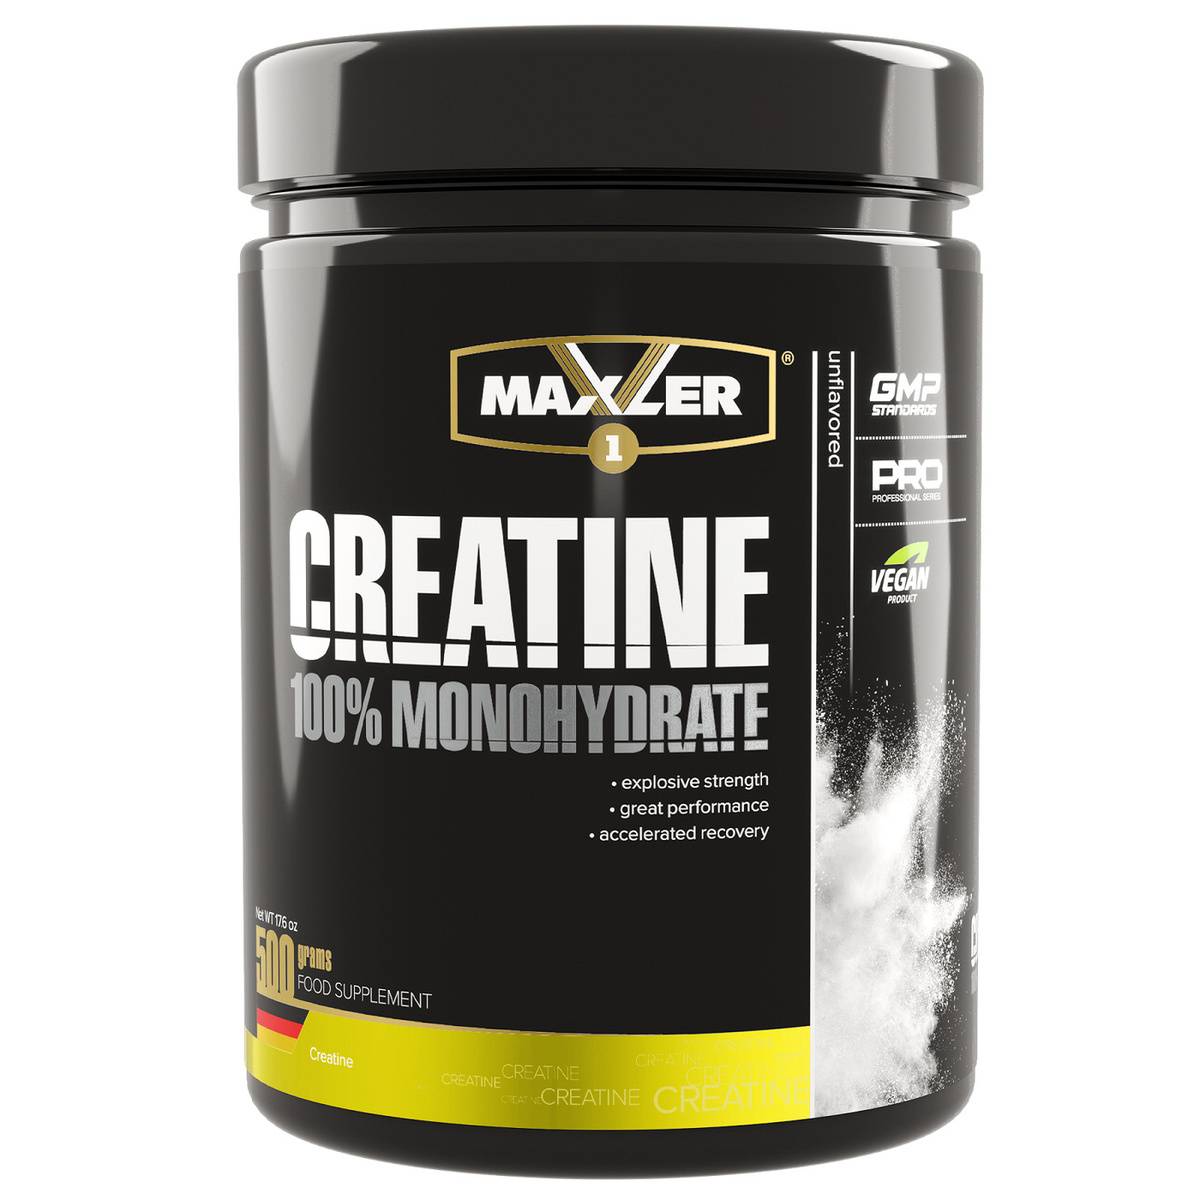 MAXLER®
1
CREATINE
100% MONOHYDRATE
• explosive strength
• great performance
• accelerated recovery
Net WT 17.6 oz
500 grams
FOOD SUPPLEMENT
Creatine
CREATINE
CREATINE
CREATINE
CREATINE
CREATINE
CREATINE
CREATINE
unflavored
GMP
STANDARDS
PRO
PROFESSIONAL SERIES
VEGAN
PRODUCT